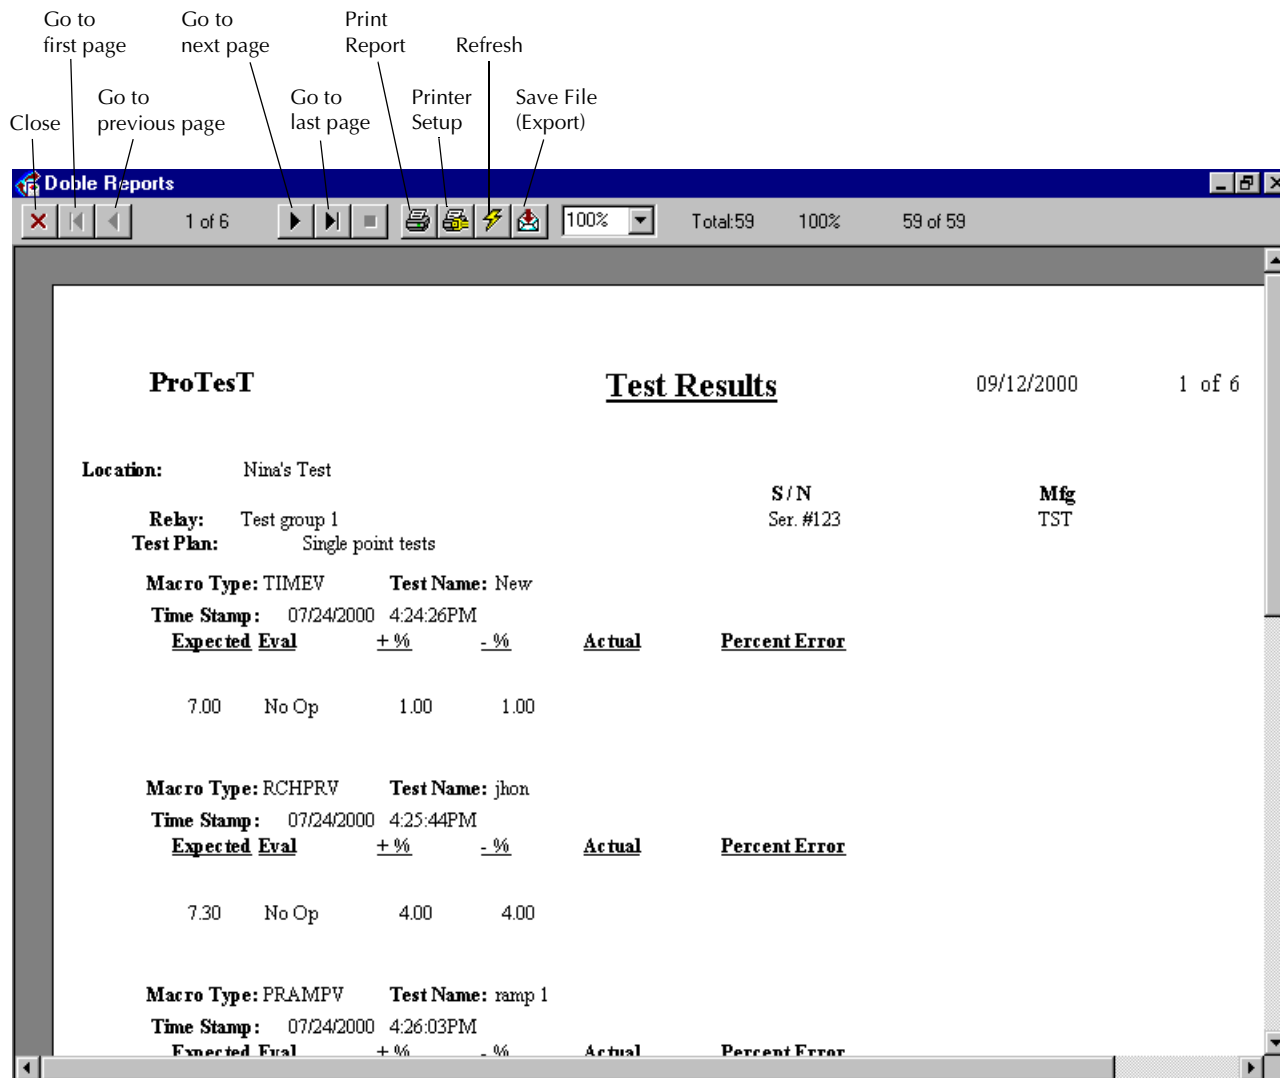 Go to
first page
Go to
next page
Print
Report
Refresh
Close
Go to
previous page
Go to
last page
Printer
Setup
Save File
(Export)
Doble Reports
1 of 6
100%
Total:59
100%
59 of 59
ProTesT
Test Results
09/12/2000
1 of 6
Location: Nina's Test
S/N Mfg
Relay: Test group 1 Ser. #123 TST
Test Plan: Single point tests
Macro Type: TIMEV Test Name: New
Time Stamp: 07/24/2000 4:24:26PM
Expected Eval + % - % Actual Percent Error
7.00 No Op 1.00 1.00
Macro Type: RCHPRV Test Name: jhon
Time Stamp: 07/24/2000 4:25:44PM
Expected Eval + % - % Actual Percent Error
7.30 No Op 4.00 4.00
Macro Type: PRAMPV Test Name: ramp 1
Time Stamp: 07/24/2000 4:26:03PM
Expected Eval + % - % Actual Percent Error